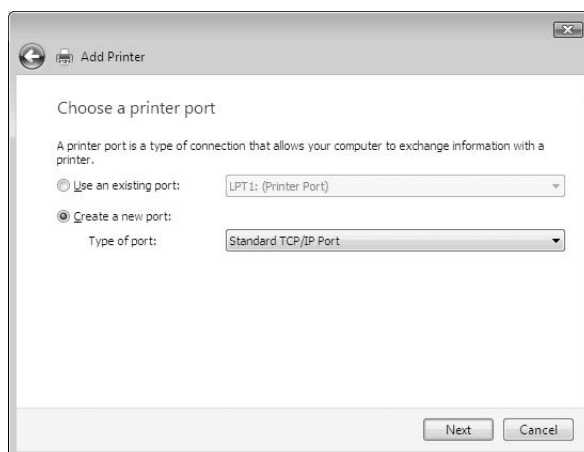 Add Printer
Choose a printer port
A printer port is a type of connection that allows your computer to exchange information with a
printer.
Use an existing port: LPT1: (Printer Port)
Create a new port:
Type of port: Standard TCP/IP Port
Next Cancel